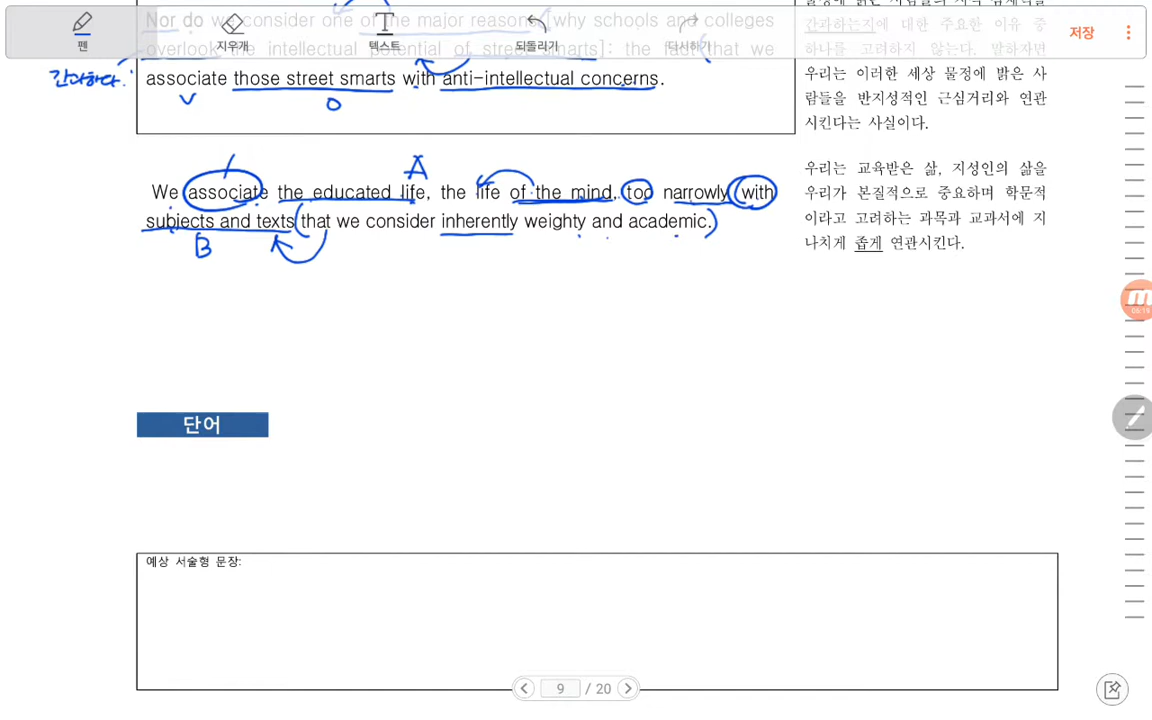 Nor do we consider one of the major reasons [why schools and colleges
펜
지우개
텍스트
되돌리기
다시하기
저장
overlook the intellectual potential of street smarts]: the fact (that we
간과하다.
associate those street smarts with anti-intellectual concerns.
V
O
간과하는지에 대한 주요한 이유 중
하나를 고려하지 않는다. 말하자면
우리는 이러한 세상 물정에 밝은 사
람들을 반지성적인 근심거리와 연관
시킨다는 사실이다.
A
We associate the educated life, the life of the mind, too narrowly with
subjects and texts (that we consider inherently weighty and academic.)
B
우리는 교육받은 삶, 지성인의 삶을
우리가 본질적으로 중요하며 학문적
이라고 고려하는 과목과 교과서에 지
나치게 좁게 연관시킨다.
05:19
단어
예상 서술형 문장:
9 / 20